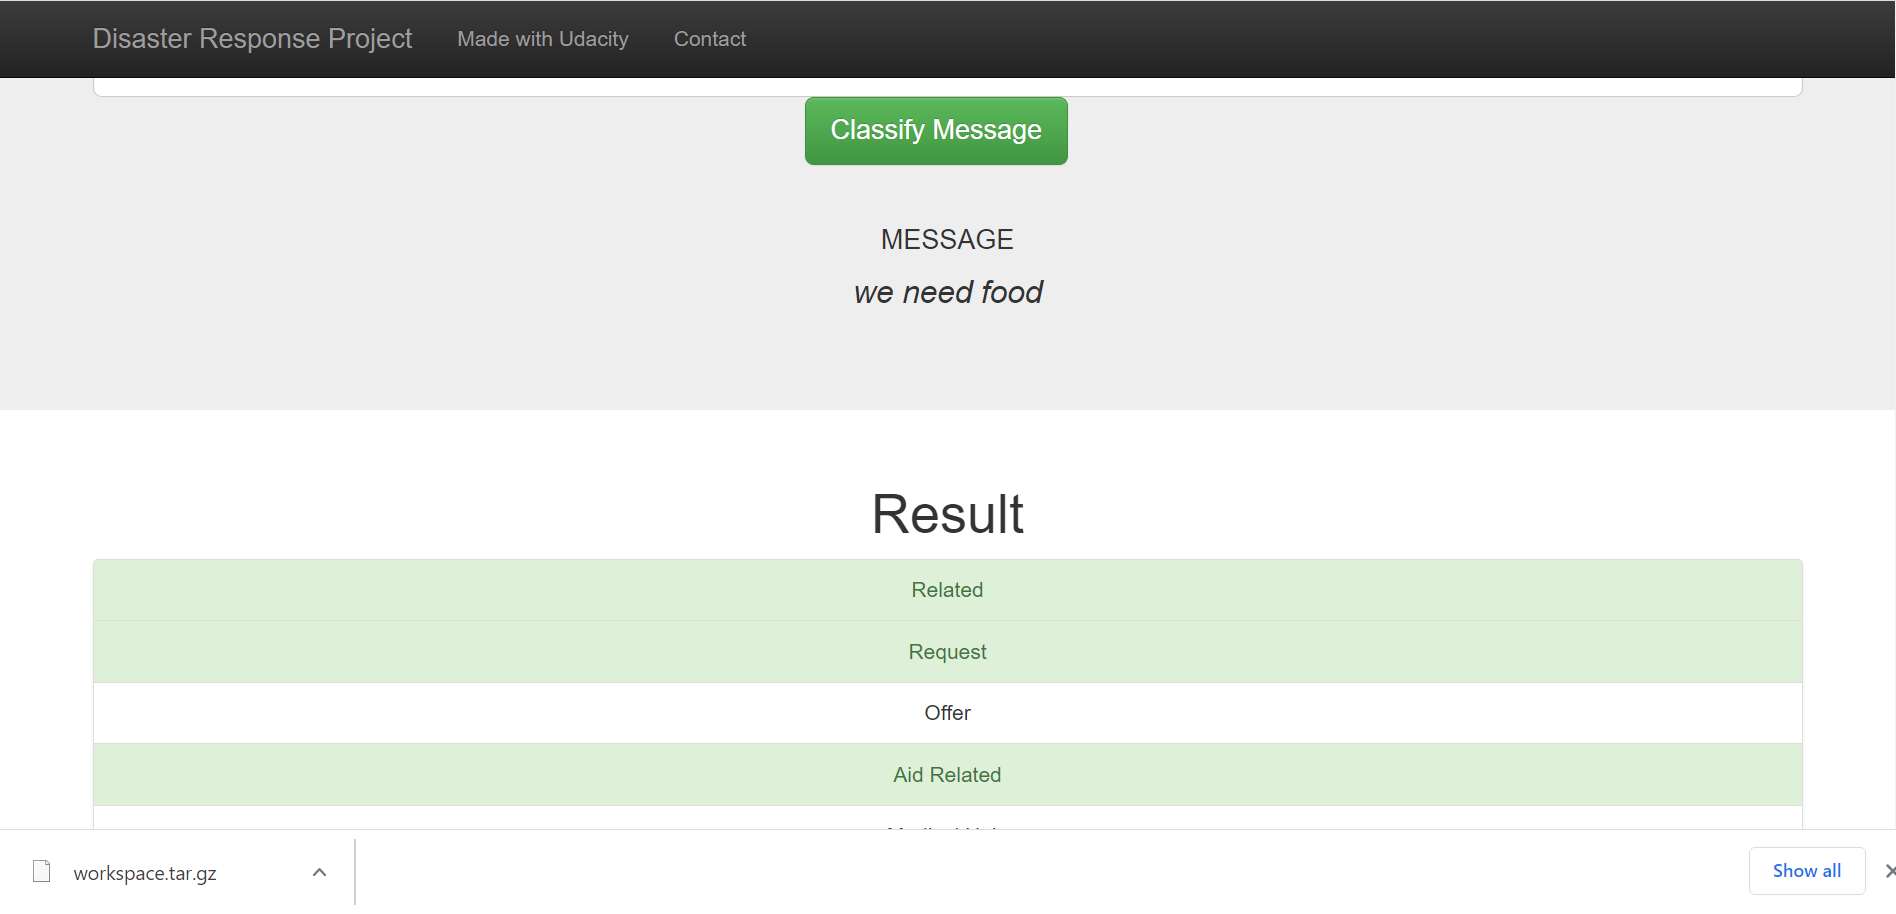 Disaster Response Project Made with Udacity Contact
Classify Message
MESSAGE
we need food
Result
Related
Request
Offer
Aid Related
workspace.tar.gz
Show all